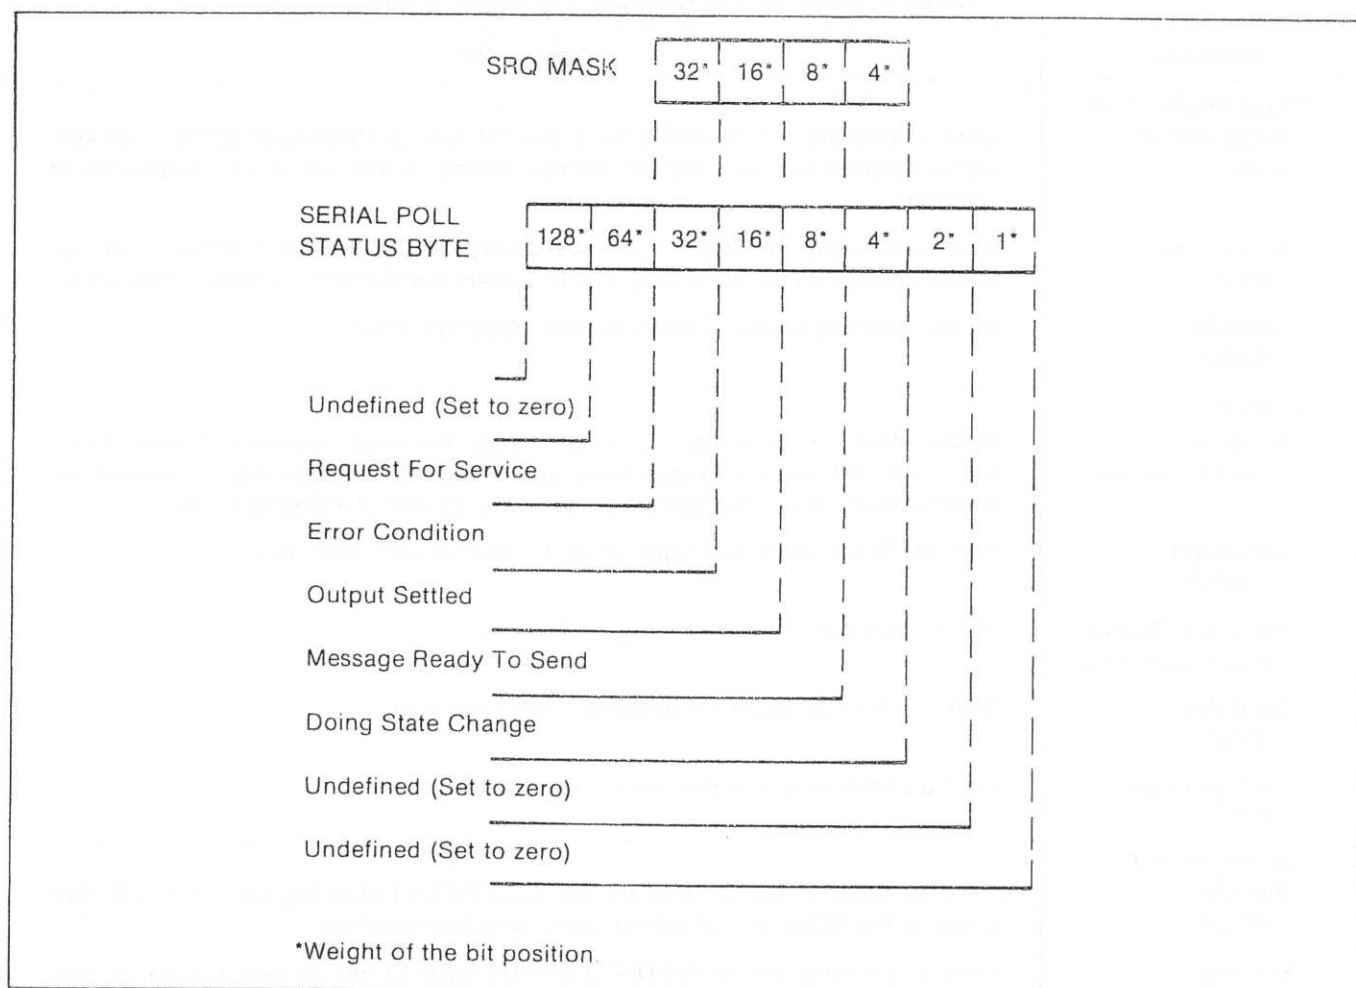 SRQ MASK 32* 16* 8* 4*
SERIAL POLL
STATUS BYTE 128* 64* 32* 16* 8* 4* 2* 1*
Undefined (Set to zero)
Request For Service
Error Condition
Output Settled
Message Ready To Send
Doing State Change
Undefined (Set to zero)
Undefined (Set to zero)
*Weight of the bit position.